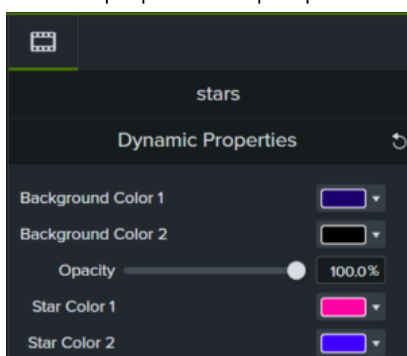 stars
Dynamic Properties
Background Color 1
Background Color 2
Opacity 100.0%
Star Color 1
Star Color 2